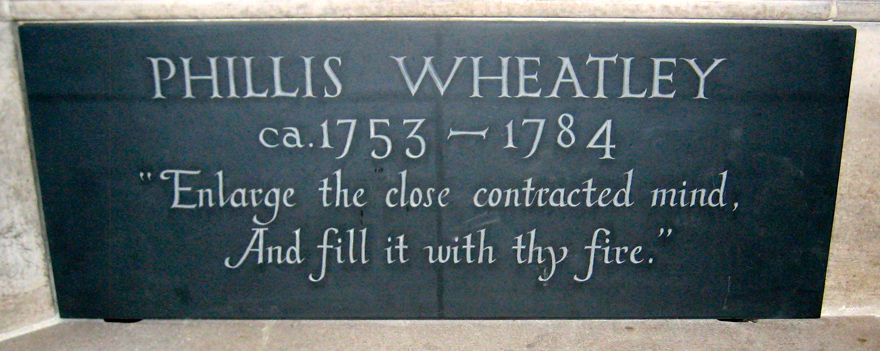 PHILLIS WHEATLEY
ca. 1753 – 1784
“Enlarge the close contracted mind,
And fill it with thy fire.”